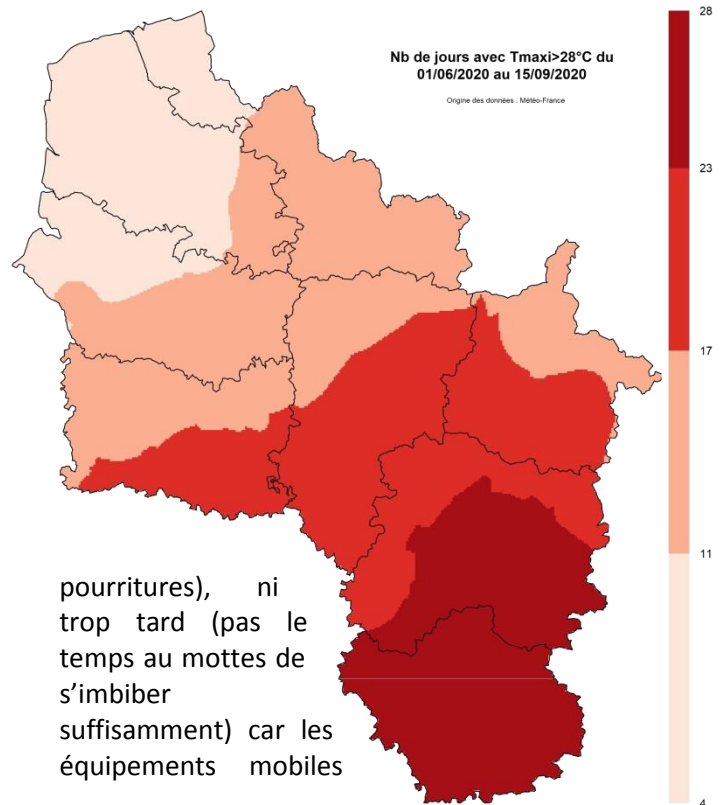 Nb de jours avec Tmaxi>28°C du
01/06/2020 au 15/09/2020
Origine des données : Météo-France
28
23
17
11
4
pourritures), ni
trop tard (pas le
temps au mottes de
s’imbiber
suffisamment) car les
équipements mobiles